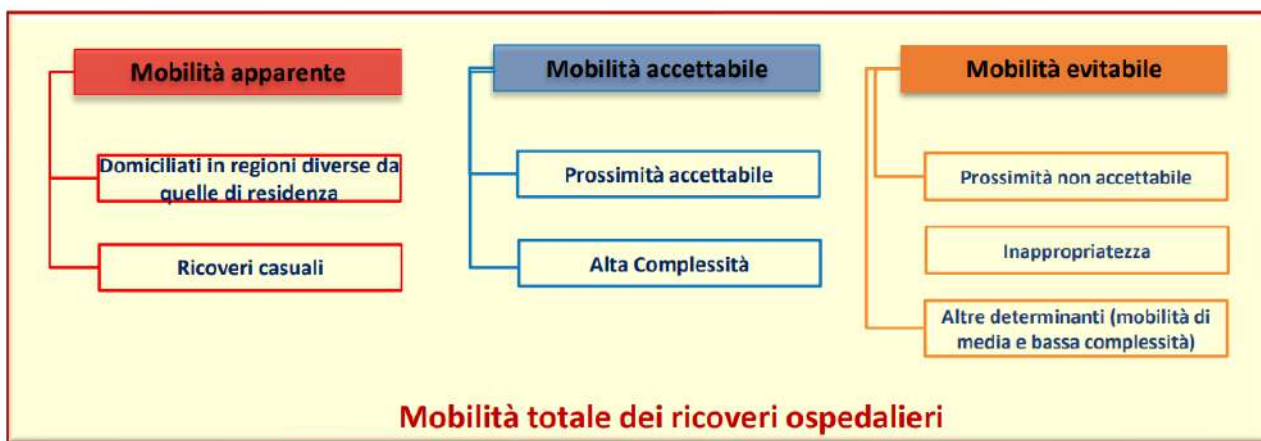 Mobilità apparente
Domiciliati in regioni diverse da
quelle di residenza
Ricoveri casuali
Mobilità accettabile
Prossimità accettabile
Alta Complessità
Mobilità evitabile
Prossimità non accettabile
Inappropriatezza
Altre determinanti (mobilità di
media e bassa complessità)
Mobilità totale dei ricoveri ospedalieri